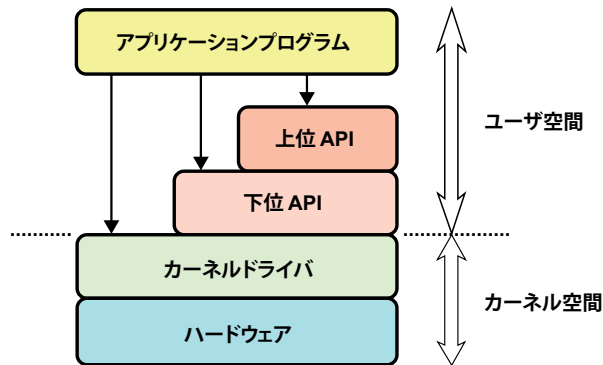 アプリケーションプログラム
上位 API
ユーザ空間
下位 API
カーネルドライバ
カーネル空間
ハードウェア